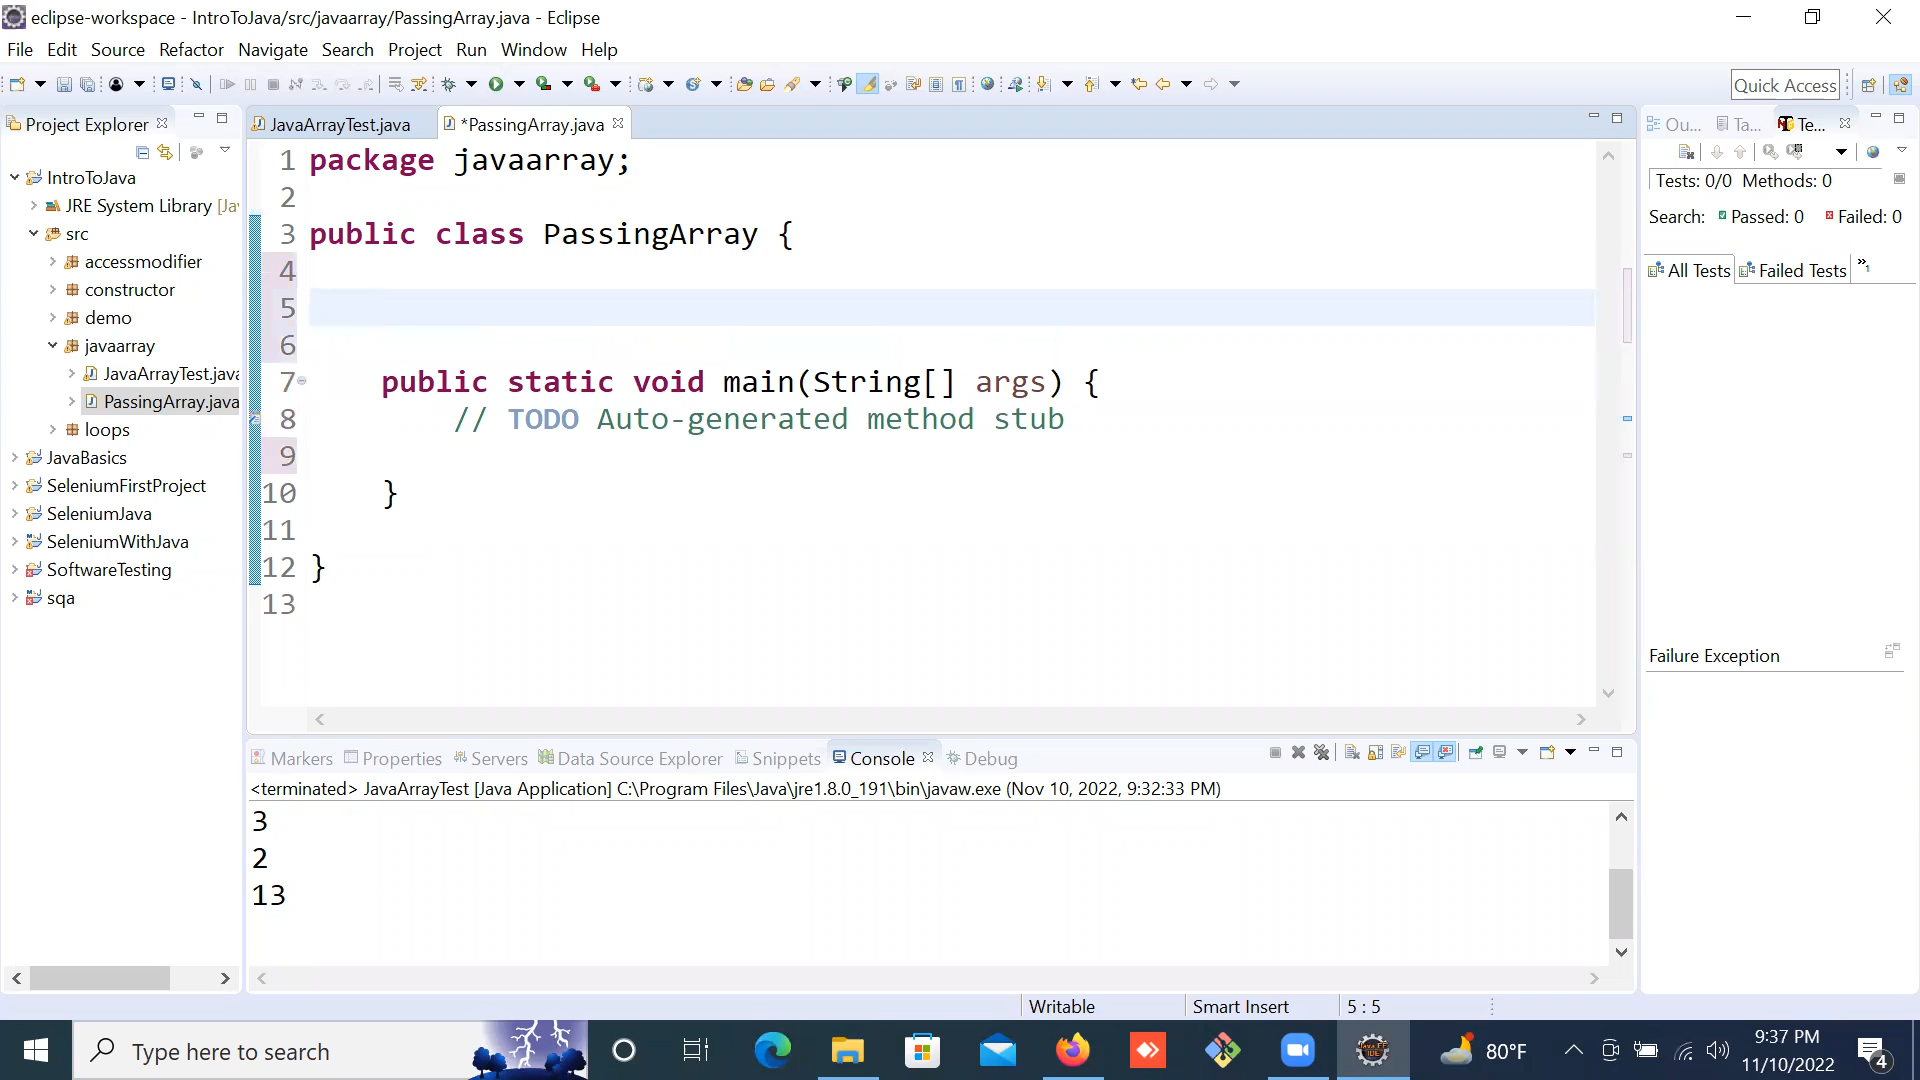 eclipse-workspace - IntroToJava/src/javaarray/PassingArray.java - Eclipse
File Edit Source Refactor Navigate Search Project Run Window Help
Quick Access
Project Explorer
IntroToJava
JRE System Library [Ja
src
accessmodifier
constructor
demo
javaarray
JavaArrayTest.java
PassingArray.java
loops
JavaBasics
SeleniumFirstProject
SeleniumJava
SeleniumWithJava
SoftwareTesting
sqa
JavaArrayTest.java
*PassingArray.java
1 package javaarray;
2
3 public class PassingArray {
4
5
6
7 public static void main(String[] args) {
8 // TODO Auto-generated method stub
9
10 }
11
12 }
13
Markers Properties Servers Data Source Explorer Snippets Console Debug
<terminated> JavaArrayTest [Java Application] C:\Program Files\Java\jre1.8.0_191\bin\javaw.exe (Nov 10, 2022, 9:32:33 PM)
3
2
13
Ou... Ta... Te...
Tests: 0/0 Methods: 0
Search: Passed: 0 Failed: 0
All Tests Failed Tests »1
Failure Exception
Writable Smart Insert 5 : 5
Type here to search
80°F
9:37 PM
11/10/2022
4